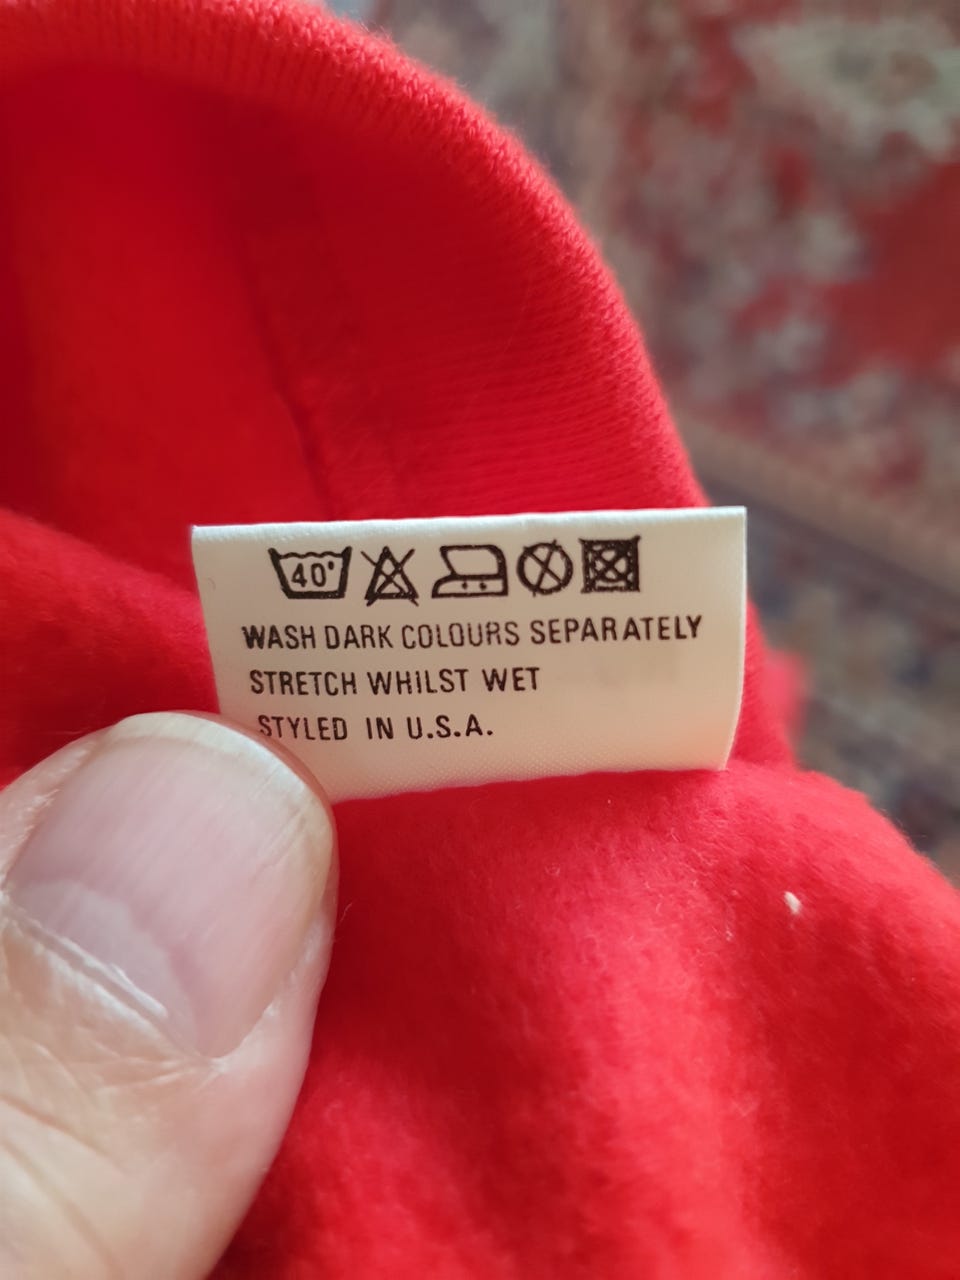 40°
WASH DARK COLOURS SEPARATELY
STRETCH WHILST WET
STYLED IN U.S.A.